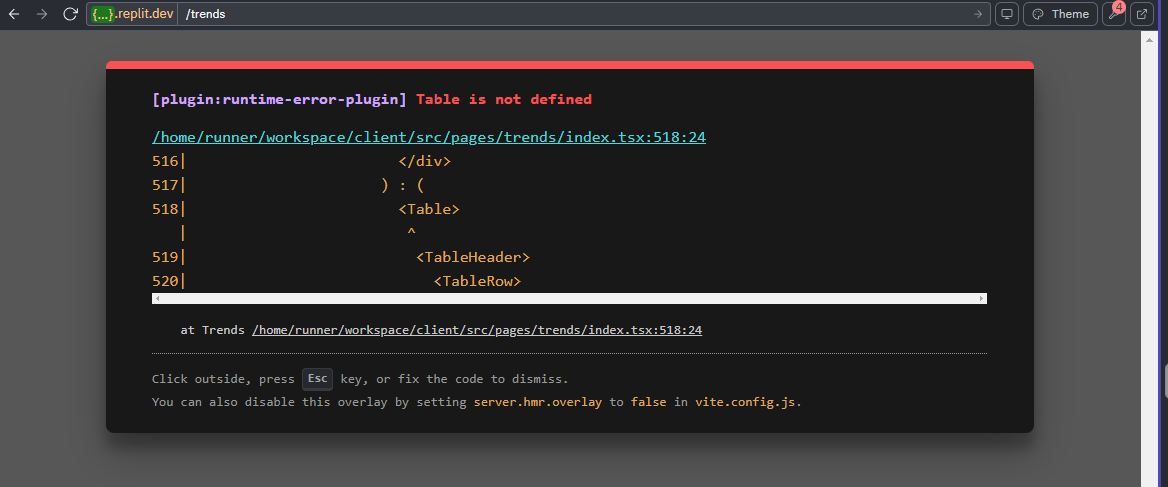 {...}.replit.dev /trends Theme 4
[plugin:runtime-error-plugin] Table is not defined
/home/runner/workspace/client/src/pages/trends/index.tsx:518:24
516| </div>
517| ) : (
518| <Table>
| ^
519| <TableHeader>
520| <TableRow>
at Trends /home/runner/workspace/client/src/pages/trends/index.tsx:518:24
Click outside, press Esc key, or fix the code to dismiss.
You can also disable this overlay by setting server.hmr.overlay to false in vite.config.js.